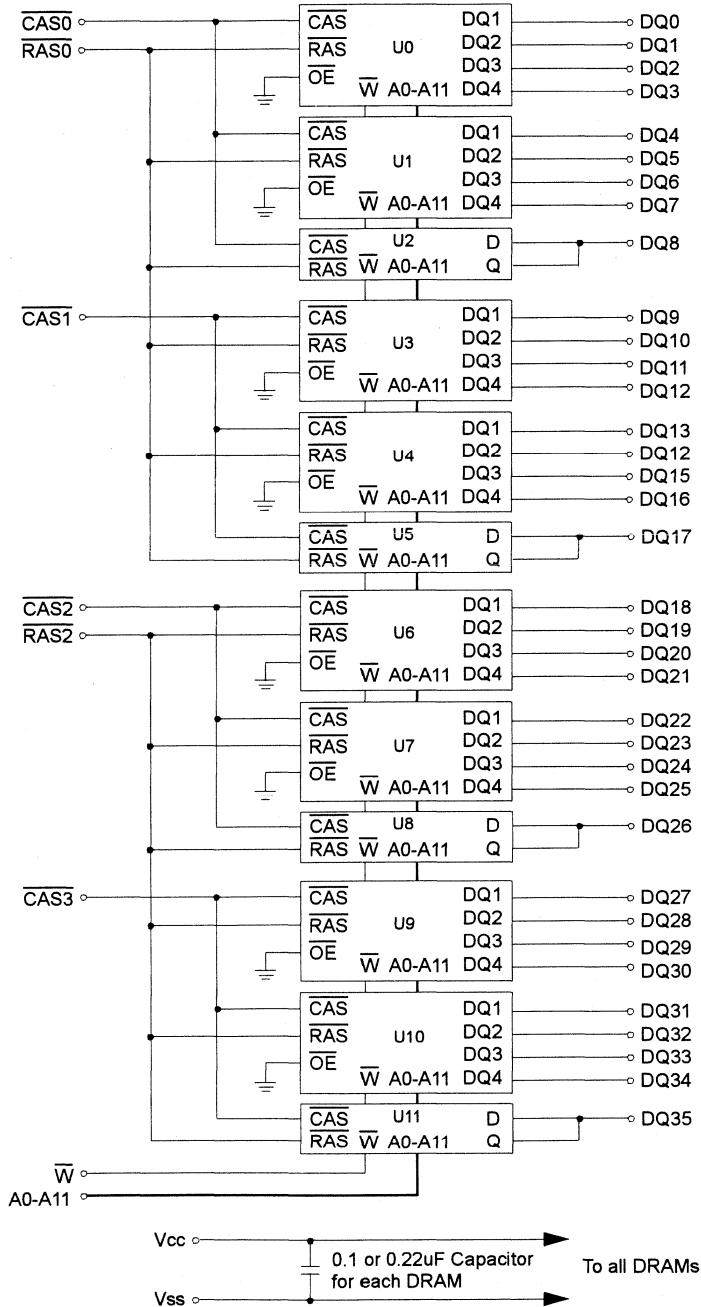 CAS0 CAS DQ1 DQ0
RAS0 RAS U0 DQ2 DQ1
OE DQ3 DQ2
W A0-A11 DQ4 DQ3
CAS DQ1 DQ4
RAS U1 DQ2 DQ5
OE DQ3 DQ6
W A0-A11 DQ4 DQ7
CAS U2 D DQ8
RAS W A0-A11 Q
CAS1 CAS DQ1 DQ9
RAS U3 DQ2 DQ10
OE DQ3 DQ11
W A0-A11 DQ4 DQ12
CAS DQ1 DQ13
RAS U4 DQ2 DQ12
OE DQ3 DQ15
W A0-A11 DQ4 DQ16
CAS U5 D DQ17
RAS W A0-A11 Q
CAS2 CAS DQ1 DQ18
RAS2 RAS U6 DQ2 DQ19
OE DQ3 DQ20
W A0-A11 DQ4 DQ21
CAS DQ1 DQ22
RAS U7 DQ2 DQ23
OE DQ3 DQ24
W A0-A11 DQ4 DQ25
CAS U8 D DQ26
RAS W A0-A11 Q
CAS3 CAS DQ1 DQ27
RAS U9 DQ2 DQ28
OE DQ3 DQ29
W A0-A11 DQ4 DQ30
CAS DQ1 DQ31
RAS U10 DQ2 DQ32
OE DQ3 DQ33
W A0-A11 DQ4 DQ34
CAS U11 D DQ35
RAS W A0-A11 Q
W
A0-A11
Vcc
0.1 or 0.22uF Capacitor
for each DRAM
To all DRAMs
Vss